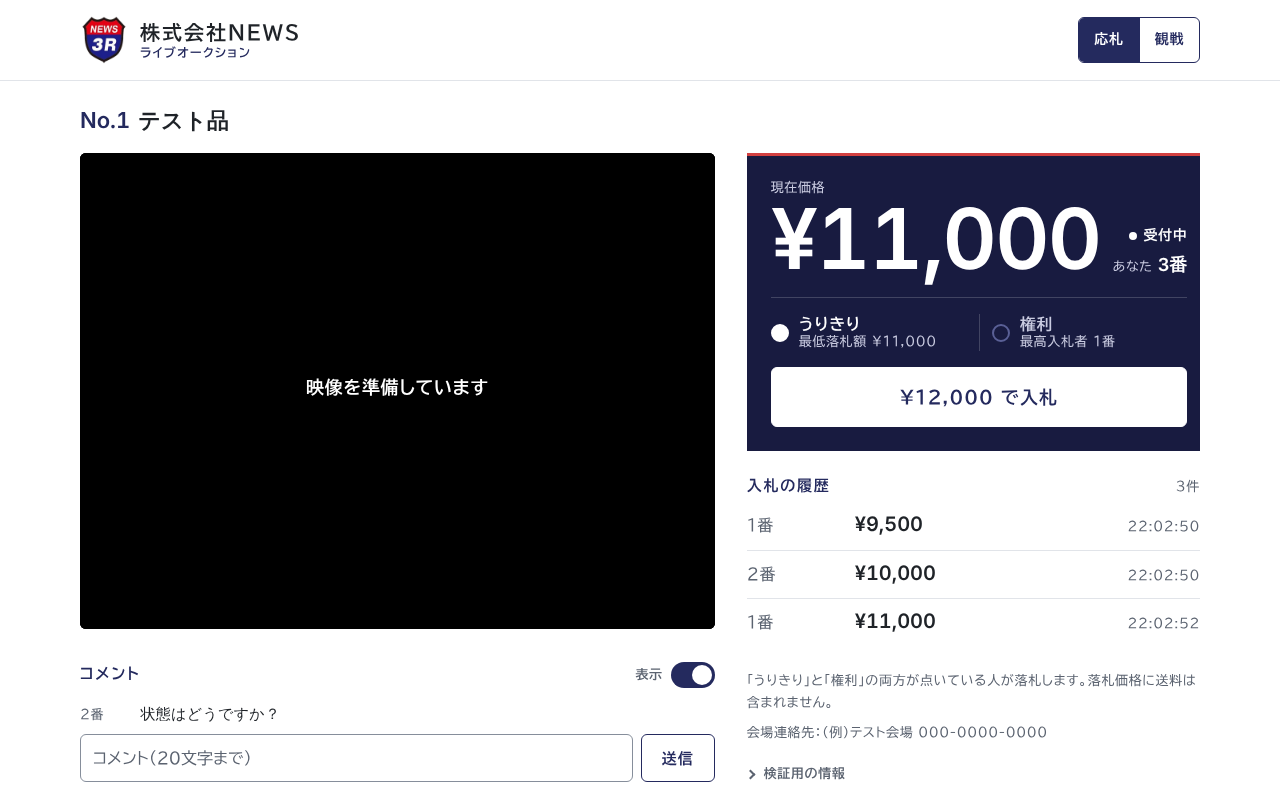 NEWS
3R
株式会社NEWS
ライブオークション
応札
観戦
No.1 テスト品
映像を準備しています
現在価格
¥11,000
受付中
あなた 3番
うりきり
最低落札額 ¥11,000
権利
最高入札者 1番
¥12,000 で入札
入札の履歴
3件
1番 ¥9,500 22:02:50
2番 ¥10,000 22:02:50
1番 ¥11,000 22:02:52
コメント
表示
2番 状態はどうですか？
コメント(20文字まで)
送信
「うりきり」と「権利」の両方が点いている人が落札します。落札価格に送料は
含まれません。
会場連絡先：（例）テスト会場 000-0000-0000
検証用の情報